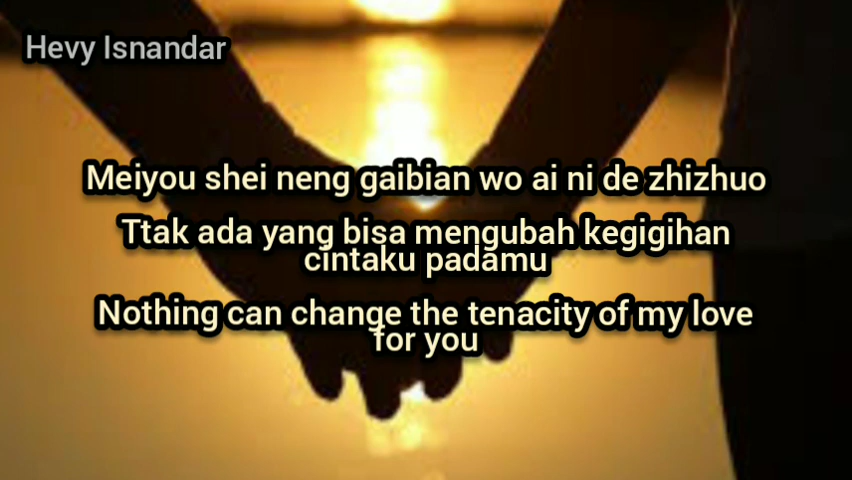 Hevy Isnandar
Meiyou shei neng gaibian wo ai ni de zhizhuo
Ttak ada yang bisa mengubah kegigihan
cintaku padamu
Nothing can change the tenacity of my love
for you